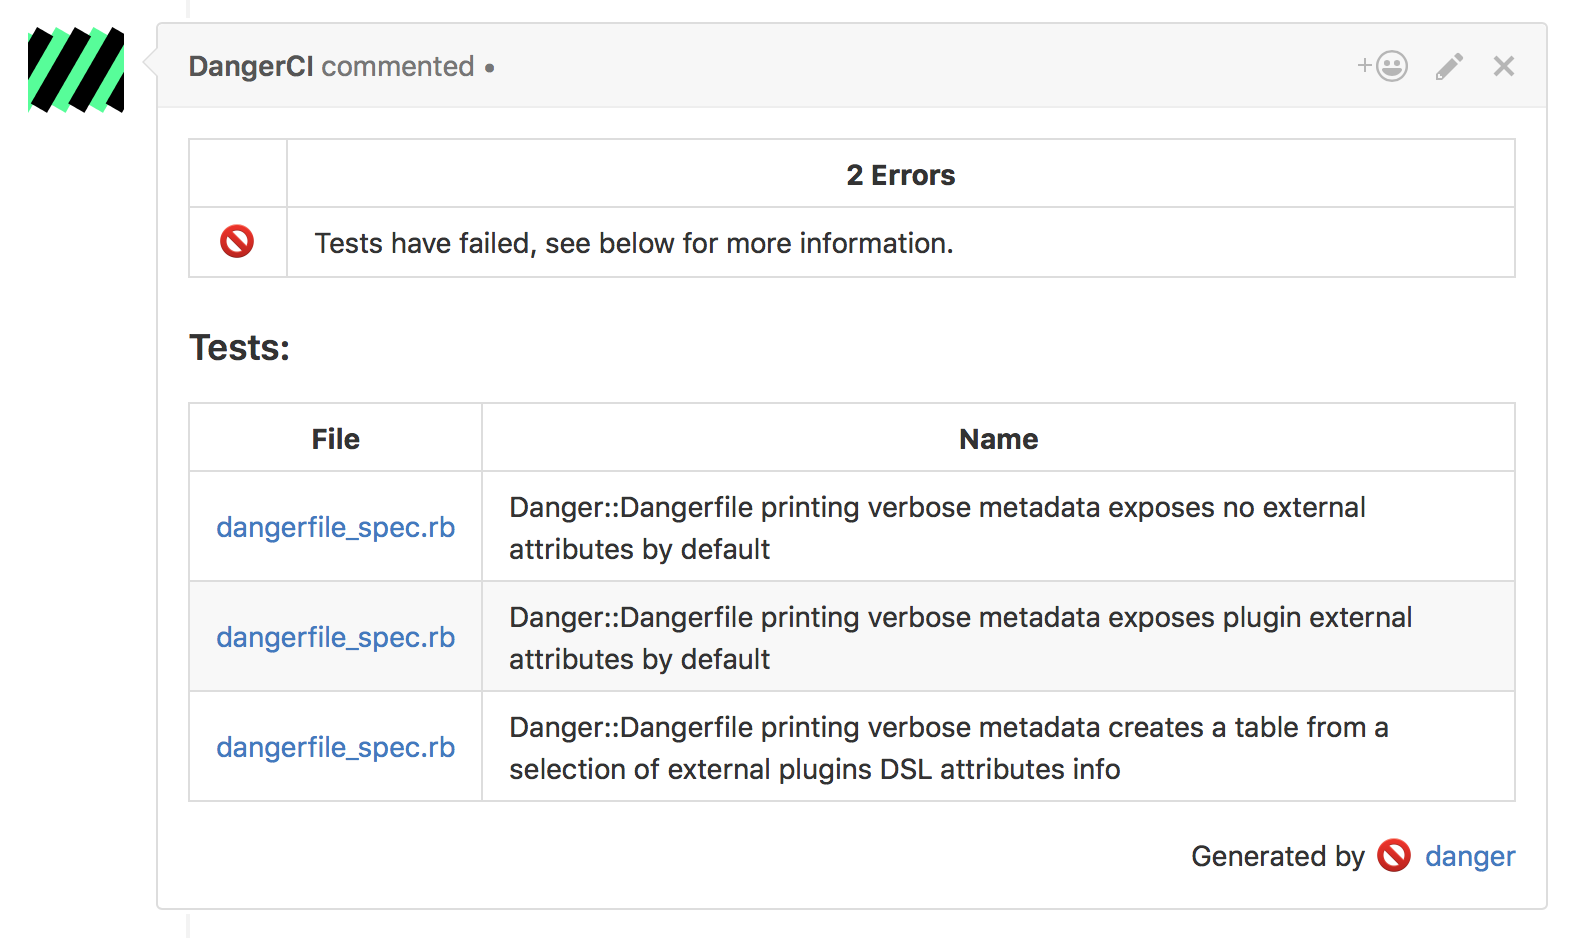 DangerCI commented •
2 Errors
Tests have failed, see below for more information.
Tests:
File Name
dangerfile_spec.rb
Danger::Dangerfile printing verbose metadata exposes no external
attributes by default
dangerfile_spec.rb
Danger::Dangerfile printing verbose metadata exposes plugin external
attributes by default
dangerfile_spec.rb
Danger::Dangerfile printing verbose metadata creates a table from a
selection of external plugins DSL attributes info
Generated by 🚫 danger